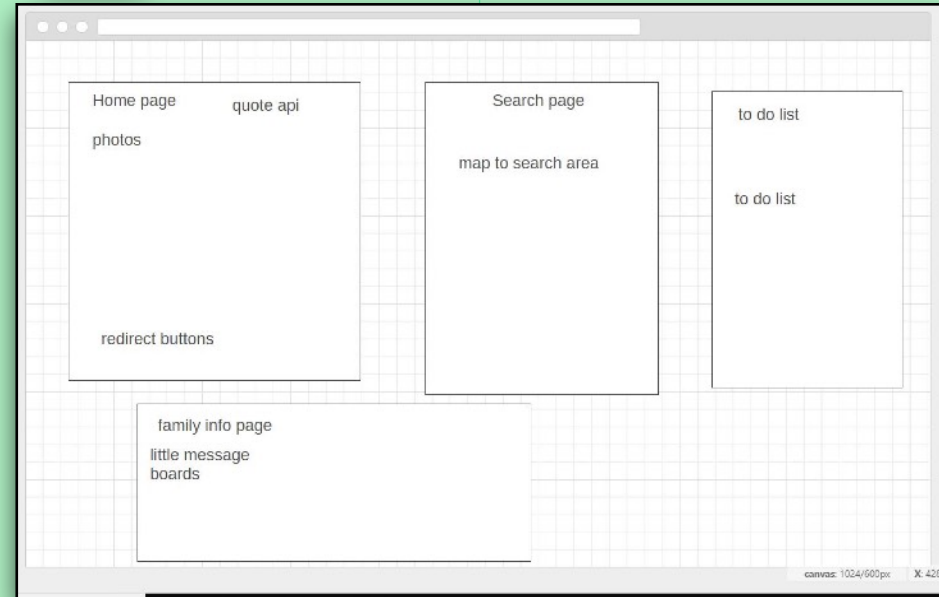 Home page
quote api
photos
redirect buttons
Search page
map to search area
to do list
to do list
family info page
little message
boards
canvas: 1024/600px
X: 420